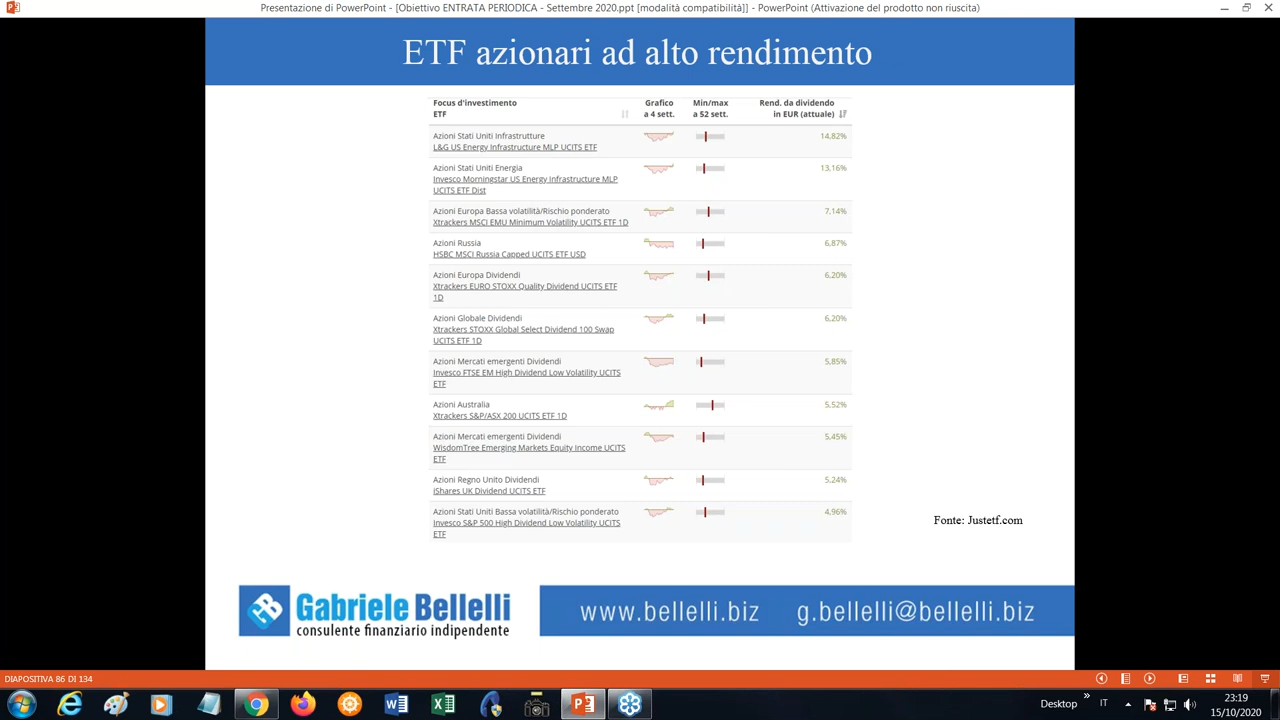 Presentazione di PowerPoint - [Obiettivo ENTRATA PERIODICA - Settembre 2020.ppt [modalità compatibilità]] - PowerPoint (Attivazione del prodotto non riuscita)
ETF azionari ad alto rendimento
Focus d'investimento Grafico Min/max Rend. da dividendo
ETF a 4 sett. a 52 sett. in EUR (attuale)
Azioni Stati Uniti Infrastrutture 14,82%
L&G US Energy Infrastructure MLP UCITS ETF
Azioni Stati Uniti Energia 13,16%
Invesco Morningstar US Energy Infrastructure MLP
UCITS ETF Dist
Azioni Europa Bassa volatilità/Rischio ponderato 7,14%
Xtrackers MSCI EMU Minimum Volatility UCITS ETF 1D
Azioni Russia 6,87%
HSBC MSCI Russia Capped UCITS ETF USD
Azioni Europa Dividendi 6,20%
Xtrackers EURO STOXX Quality Dividend UCITS ETF
1D
Azioni Globale Dividendi 6,20%
Xtrackers STOXX Global Select Dividend 100 Swap
UCITS ETF 1D
Azioni Mercati emergenti Dividendi 5,85%
Invesco FTSE EM High Dividend Low Volatility UCITS
ETF
Azioni Australia 5,52%
Xtrackers S&P/ASX 200 UCITS ETF 1D
Azioni Mercati emergenti Dividendi 5,45%
WisdomTree Emerging Markets Equity Income UCITS
ETF
Azioni Regno Unito Dividendi 5,24%
iShares UK Dividend UCITS ETF
Azioni Stati Uniti Bassa volatilità/Rischio ponderato 4,96%
Invesco S&P 500 High Dividend Low Volatility UCITS
ETF
Fonte: Justetf.com
Gabriele Bellelli
consulente finanziario indipendente
www.bellelli.biz g.bellelli@bellelli.biz
DIAPOSITIVA 86 DI 134
Desktop » IT 23:19
15/10/2020